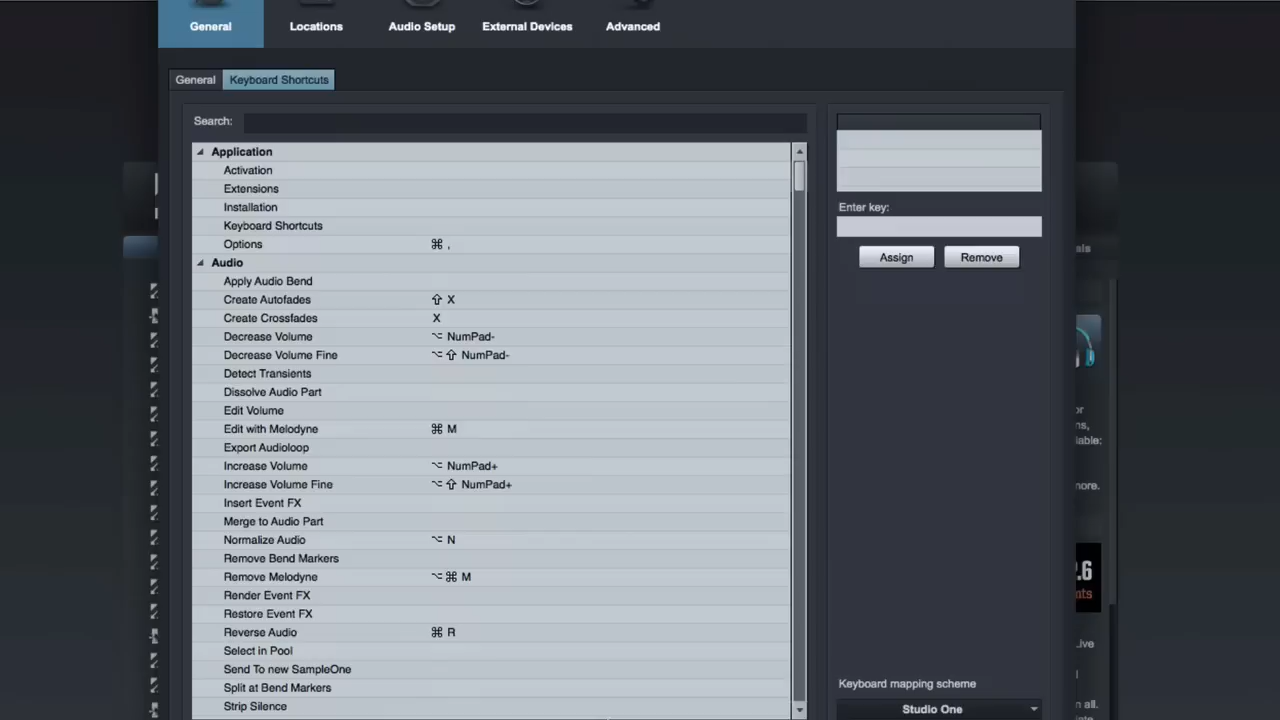 General Locations Audio Setup External Devices Advanced
General Keyboard Shortcuts
Search:
Application
Activation
Extensions
Installation
Keyboard Shortcuts
Options ⌘ ,
Audio
Apply Audio Bend
Create Autofades ⇧ X
Create Crossfades X
Decrease Volume ⌥ NumPad-
Decrease Volume Fine ⌥ ⇧ NumPad-
Detect Transients
Dissolve Audio Part
Edit Volume
Edit with Melodyne ⌘ M
Export Audioloop
Increase Volume ⌥ NumPad+
Increase Volume Fine ⌥ ⇧ NumPad+
Insert Event FX
Merge to Audio Part
Normalize Audio ⌥ N
Remove Bend Markers
Remove Melodyne ⌥ ⌘ M
Render Event FX
Restore Event FX
Reverse Audio ⌘ R
Select in Pool
Send To new SampleOne
Split at Bend Markers
Strip Silence
Enter key:
Assign Remove
Keyboard mapping scheme
Studio One
more.
Live